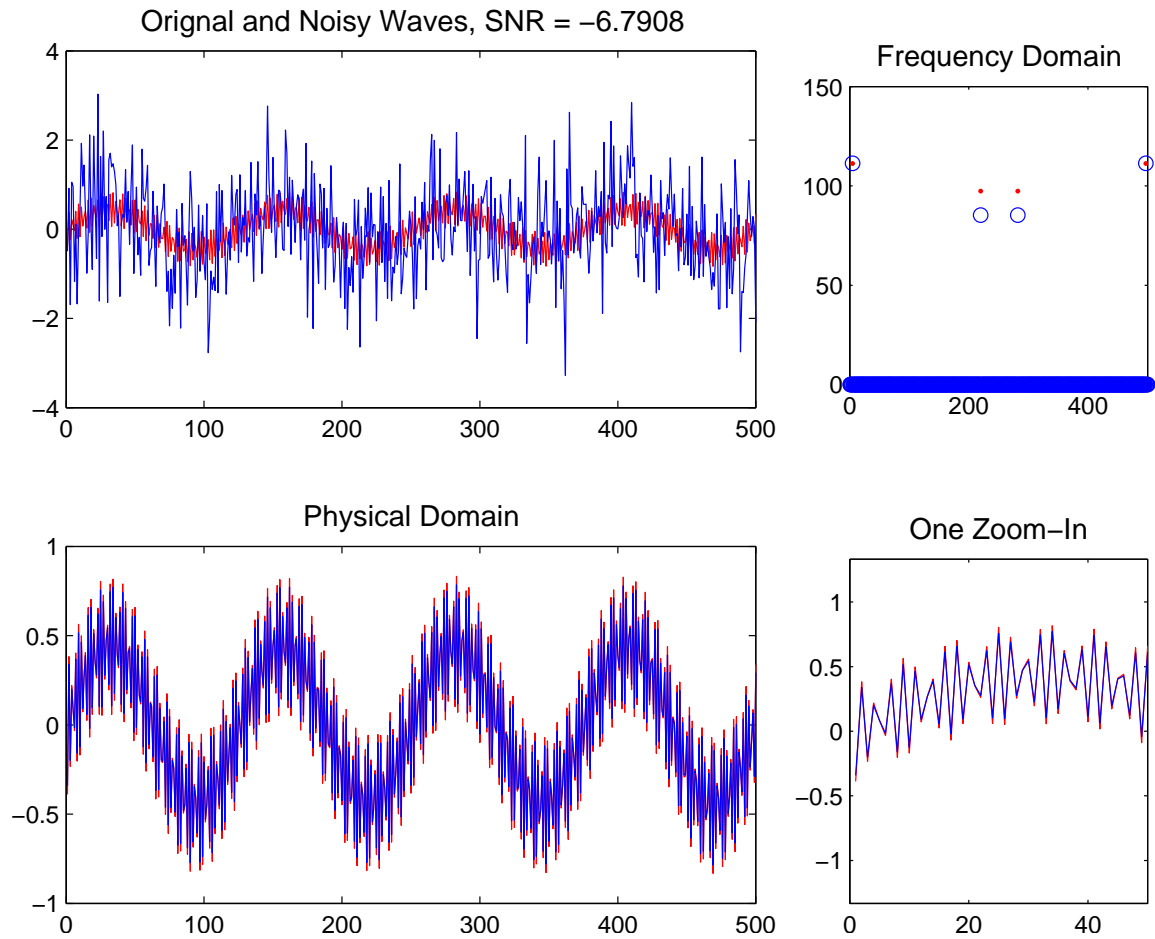 Orignal and Noisy Waves, SNR = −6.7908
4
2
0
−2
−4
0 100 200 300 400 500
Frequency Domain
150
100
50
0
0 200 400
Physical Domain
1
0.5
0
−0.5
−1
0 100 200 300 400 500
One Zoom−In
1
0.5
0
−0.5
−1
0 20 40